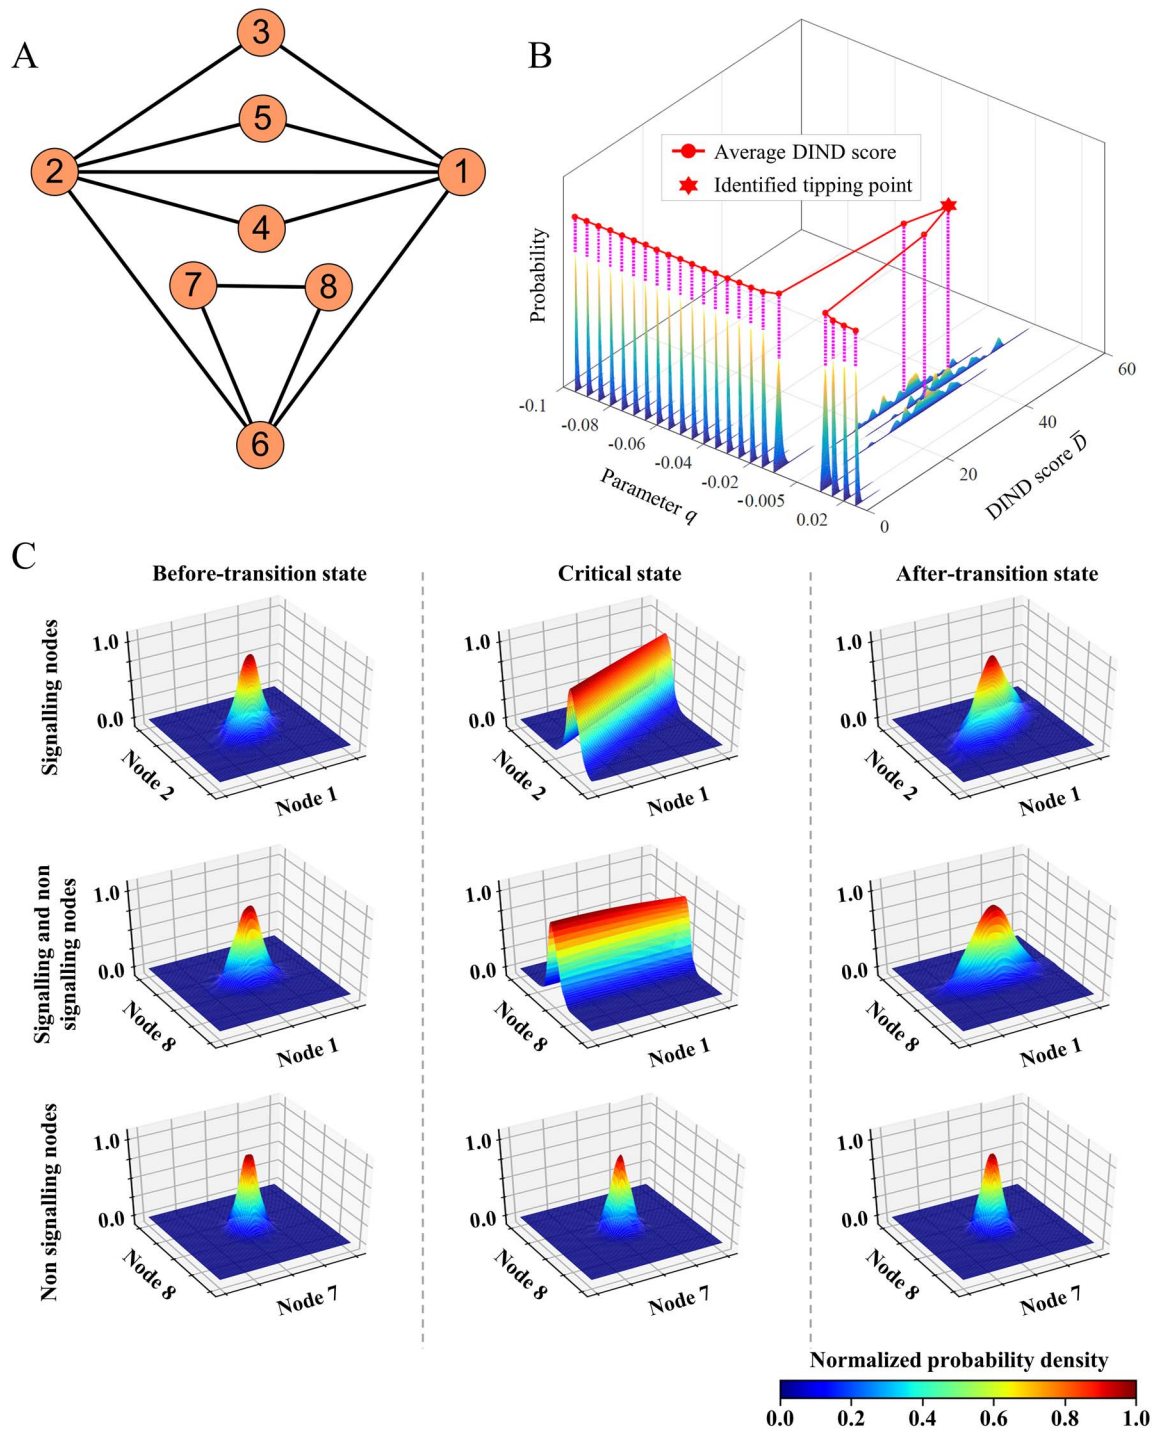 A
3
5
2
1
4
7
8
6
B
Average DIND score
Identified tipping point
Probability
-0.1
-0.08
-0.06
-0.04
-0.02
-0.005
0.02
Parameter q
0
20
40
60
DIND score D̅
C
Before-transition state
Critical state
After-transition state
Signalling nodes
1.0
0.0
Node 2
Node 1
1.0
0.0
Node 2
Node 1
1.0
0.0
Node 2
Node 1
Signalling and non
signalling nodes
1.0
0.0
Node 8
Node 1
1.0
0.0
Node 8
Node 1
1.0
0.0
Node 8
Node 1
Non signalling nodes
1.0
0.0
Node 8
Node 7
1.0
0.0
Node 8
Node 7
1.0
0.0
Node 8
Node 7
Normalized probability density
0.0 0.2 0.4 0.6 0.8 1.0